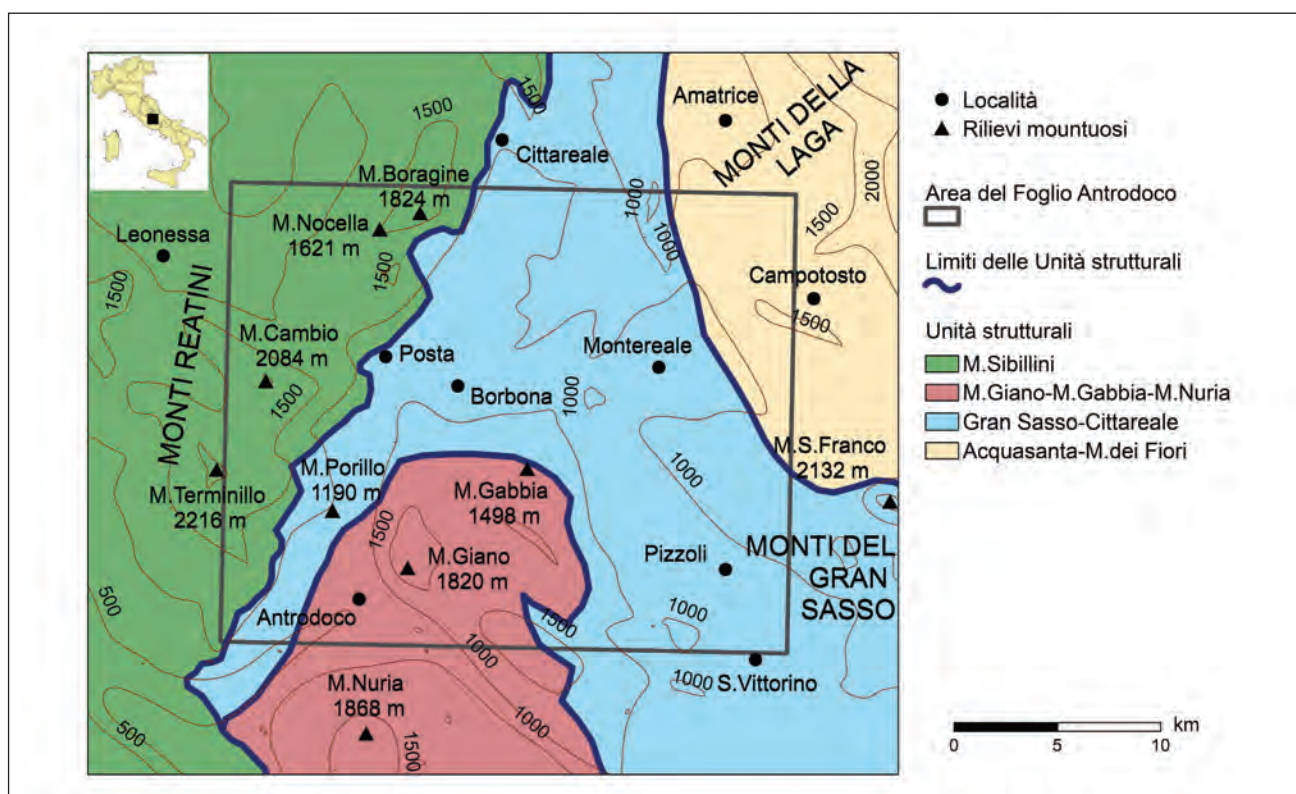 1500
1500
Amatrice
MONTI DELLA
LAGA
Cittareale
2000
M.Boragine
1824 m
1000
1500
M.Nocella
1621 m
Leonessa
1000
1500
Campotosto
1500
1500
MONTI REATINI
M.Cambio
2084 m
Posta
Montereale
1500
Borbona
1000
M.S.Franco
2132 m
M.Porillo
1190 m
1000
M.Terminillo
2216 m
M.Gabbia
1498 m
1500
M.Giano
1820 m
Pizzoli
MONTI DEL
GRAN
SASSO
500
Antrodoco
1000
1500
1000
1000
S.Vittorino
M.Nuria
1868 m
1000
500
1500
Località
Rilievi mountuosi
Area del Foglio Antrodoco
Limiti delle Unità strutturali
Unità strutturali
M.Sibillini
M.Giano-M.Gabbia-M.Nuria
Gran Sasso-Cittareale
Acquasanta-M.dei Fiori
km
0 5 10